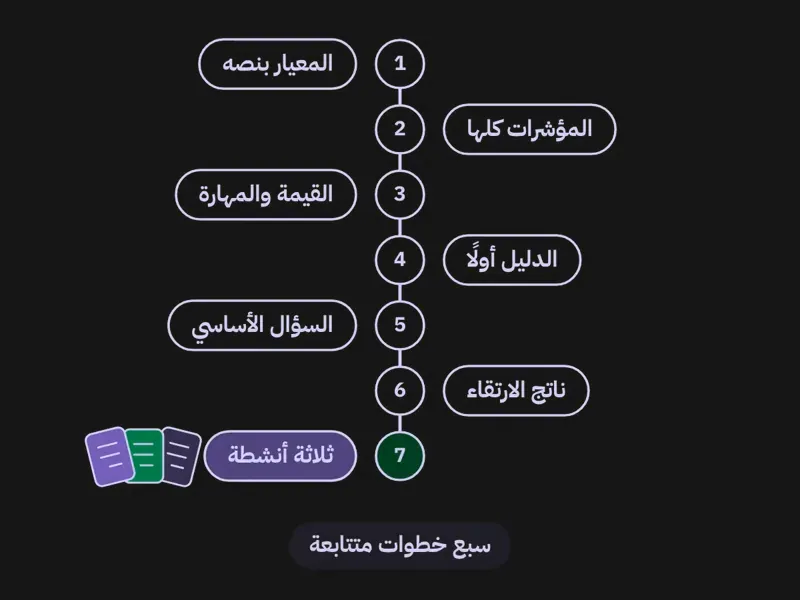 1 المعيار بنصه
2 المؤشرات كلها
3 القيمة والمهارة
4 الدليل أولًا
5 السؤال الأساسي
6 ناتج الارتقاء
7 ثلاثة أنشطة
سبع خطوات متتابعة